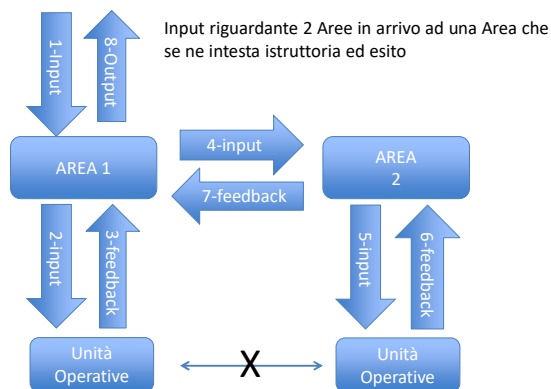 Input riguardante 2 Aree in arrivo ad una Area che
se ne intesta istruttoria ed esito
1-Input
8-Output
AREA 1
4-input
7-feedback
AREA
2
2-input
3-feedback
5-input
6-feedback
Unità
Operative
X
Unità
Operative